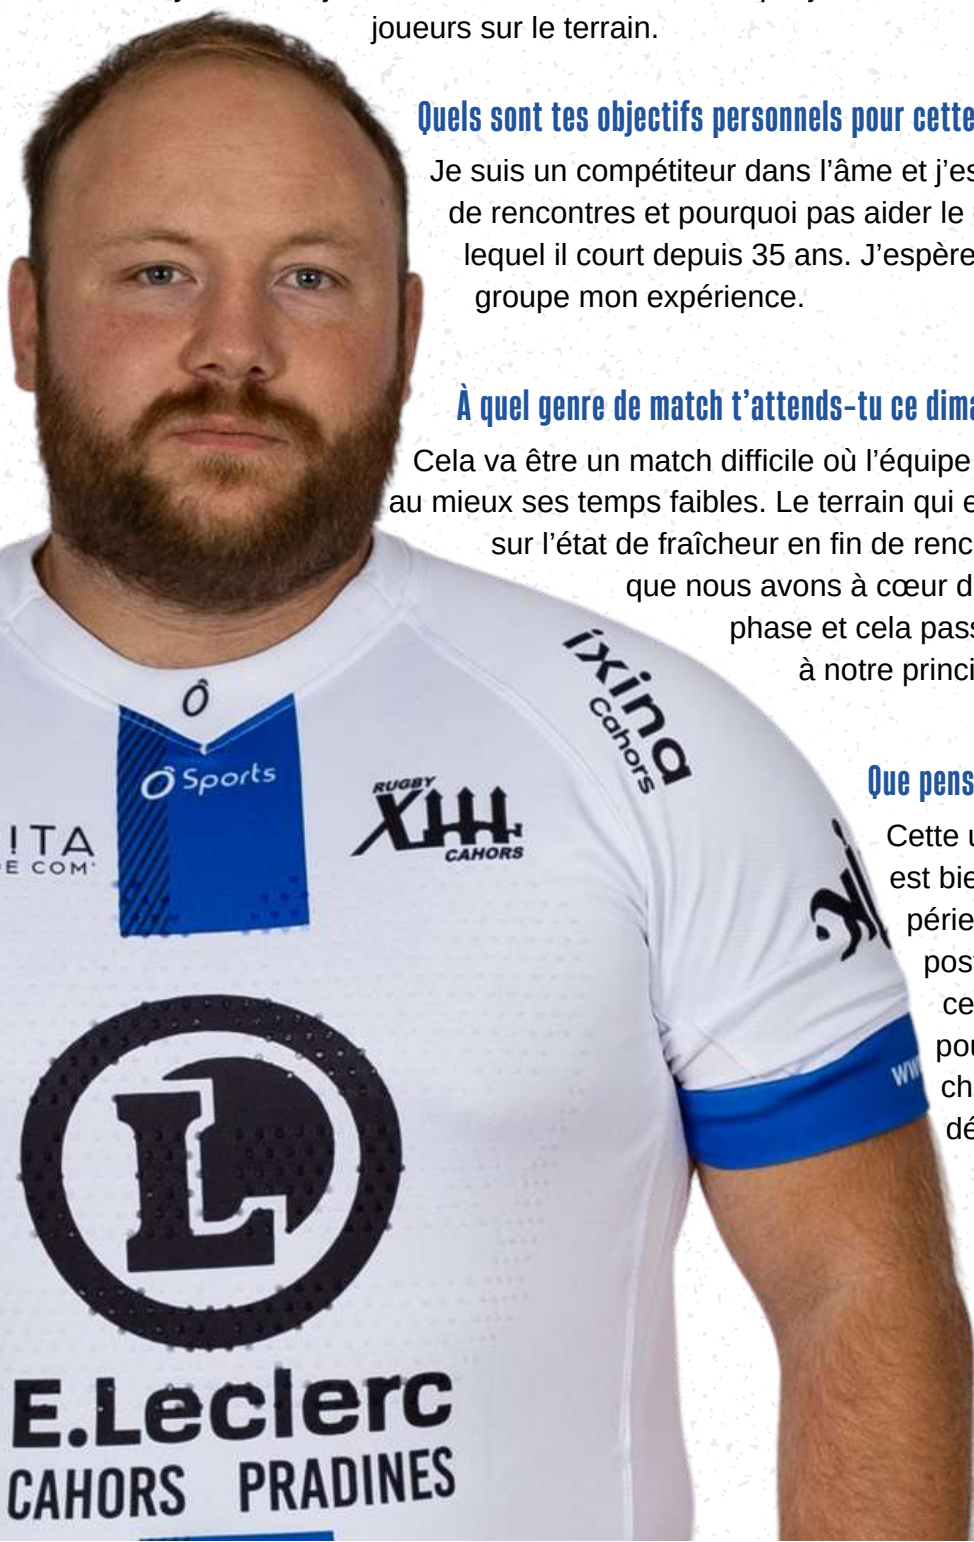 joueurs sur le terrain.
Quels sont tes objectifs personnels pour cette
Je suis un compétiteur dans l’âme et j’es
de rencontres et pourquoi pas aider le
lequel il court depuis 35 ans. J’espère
groupe mon expérience.
À quel genre de match t’attends-tu ce dima
Cela va être un match difficile où l’équipe
au mieux ses temps faibles. Le terrain qui e
sur l’état de fraîcheur en fin de renc
que nous avons à cœur d
phase et cela pass
à notre princi
Que pens
Cette u
est bie
périe
post
ce
pou
ch
dé
ixina
Cahors
Ô
Ô Sports
RUGBY
XIII
CAHORS
!TA
E COM'
ww
L
E.Leclerc
CAHORS PRADINES